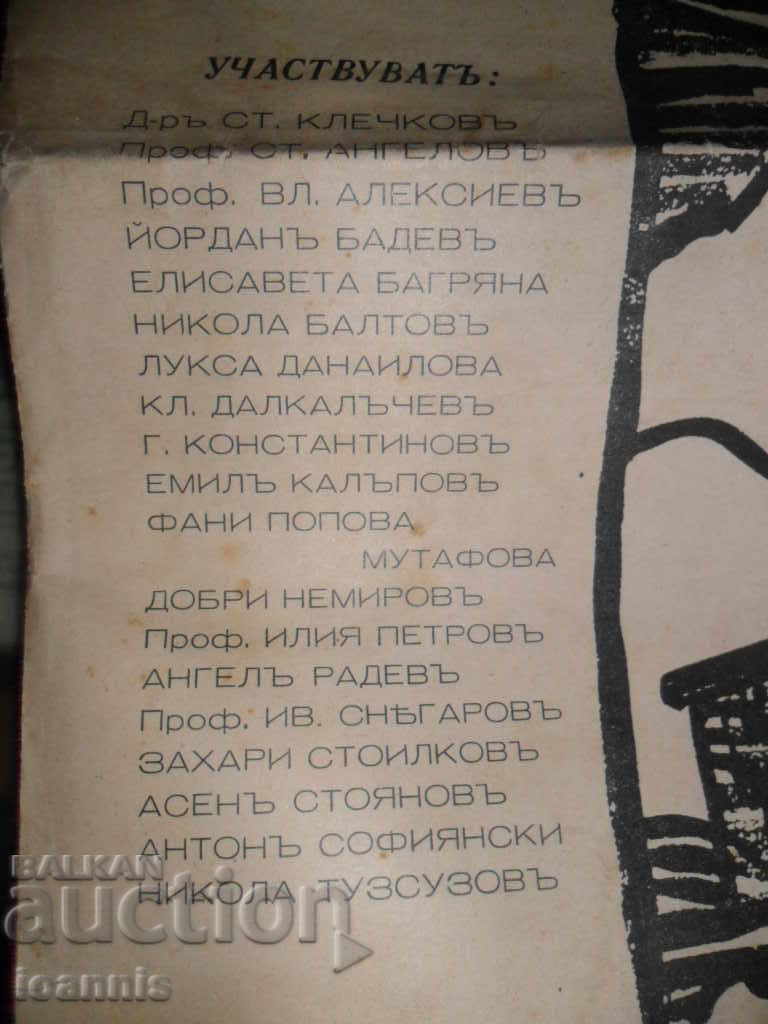 УЧАСТВУВАТЪ:
Д-ръ СТ. КЛЕЧКОВЪ
Проф. СТ. АНГЕЛОВЪ
Проф. ВЛ. АЛЕКСИЕВЪ
ЙОРДАНЪ БАДЕВЪ
ЕЛИСАВЕТА БАГРЯНА
НИКОЛА БАЛТОВЪ
ЛУКСА ДАНАИЛОВА
КЛ. ДАЛКАЛЪЧЕВЪ
Г. КОНСТАНТИНОВЪ
ЕМИЛЪ КАЛЪПОВЪ
ФАНИ ПОПОВА
МУТАФОВА
ДОБРИ НЕМИРОВЪ
Проф. ИЛИЯ ПЕТРОВЪ
АНГЕЛЪ РАДЕВЪ
Проф. ИВ. СНѢГАРОВЪ
ЗАХАРИ СТОИЛКОВЪ
АСЕНЪ СТОЯНОВЪ
АНТОНЪ СОФИЯНСКИ
НИКОЛА ТУЗСУЗОВЪ
BALKAN
auction
ioannis